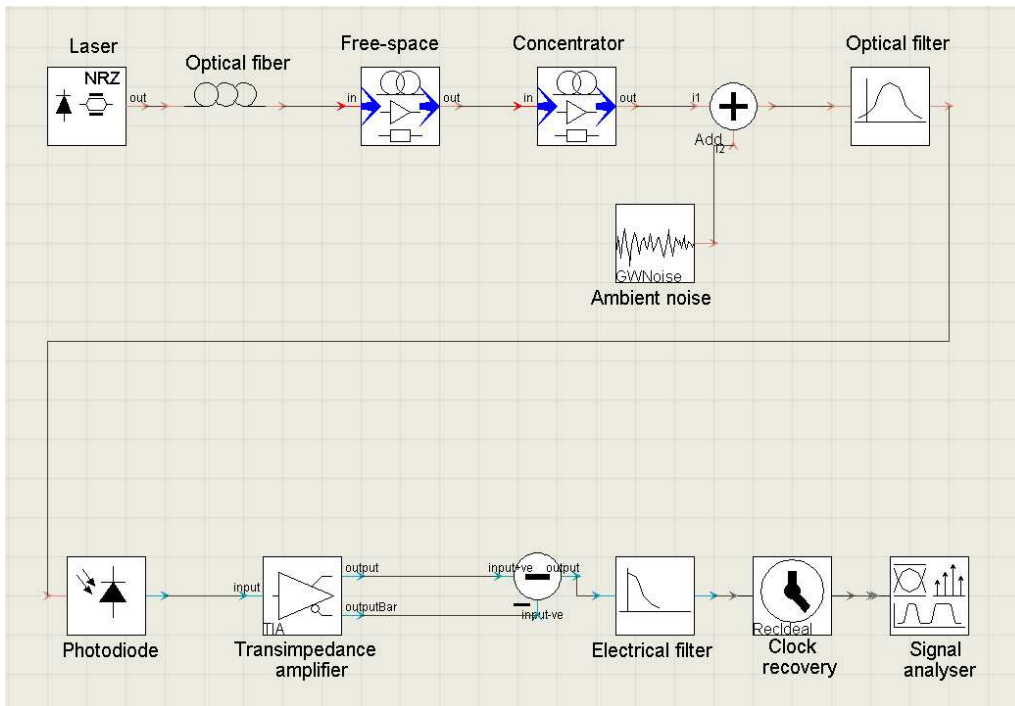 Laser
Optical fiber
Free-space
Concentrator
Optical filter
NRZ
out
in
out
in
out
i1
Add
i2
GWNoise
Ambient noise
input
output
outputBar
TIA
input+ve
output
input-ve
RecIdeal
Photodiode
Transimpedance
amplifier
Electrical filter
Clock
recovery
Signal
analyser